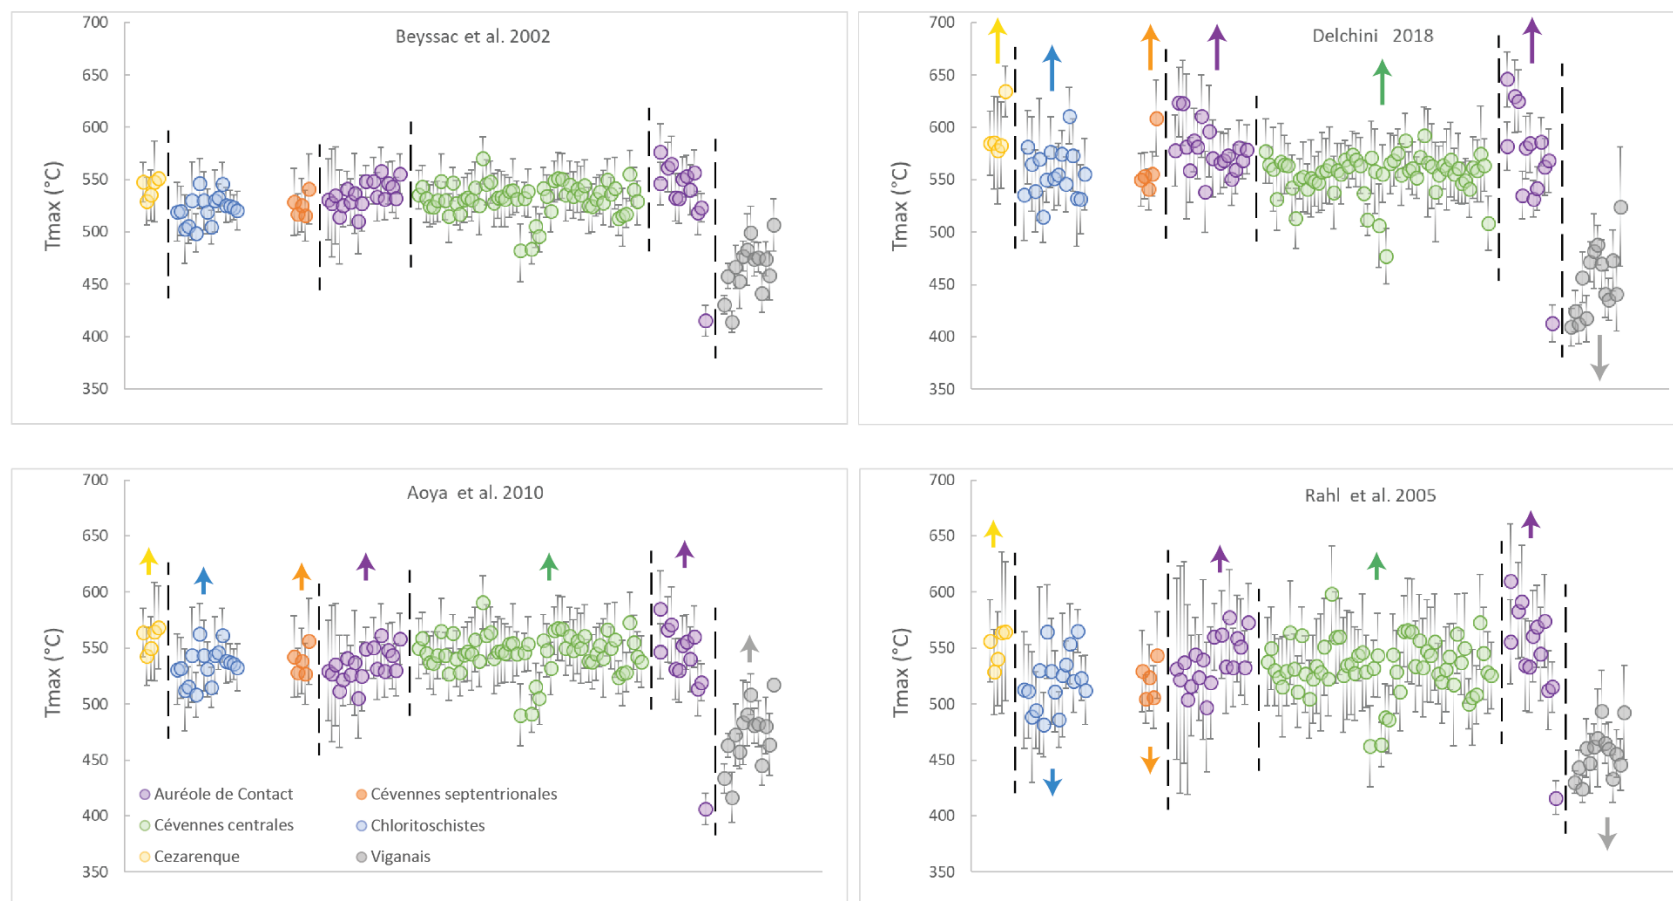 Beyssac et al. 2002
Tmax (°C)
700
650
600
550
500
450
400
350
Delchini 2018
Tmax (°C)
700
650
600
550
500
450
400
350
Aoya et al. 2010
Tmax (°C)
700
650
600
550
500
450
400
350
Auréole de Contact
Cévennes septentrionales
Cévennes centrales
Chloritoschistes
Cezarenque
Viganais
Rahl et al. 2005
Tmax (°C)
700
650
600
550
500
450
400
350